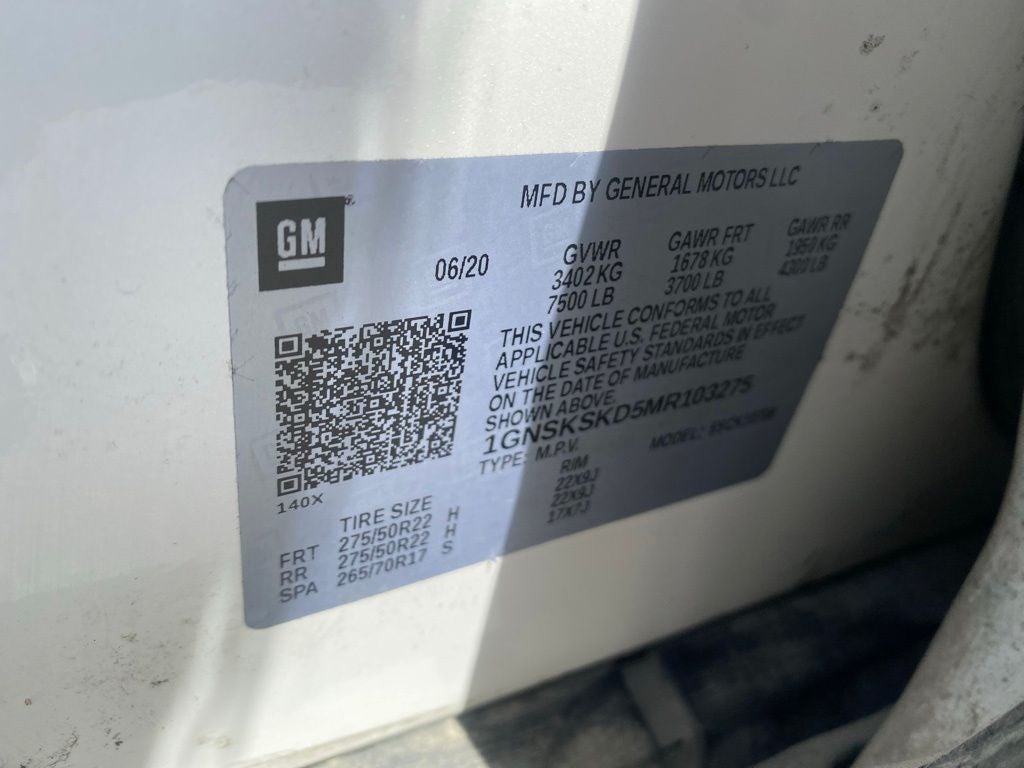 GM
MFD BY GENERAL MOTORS LLC
06/20
GVWR
3402 KG
7500 LB
GAWR FRT
1678 KG
3700 LB
GAWR RR
1950 KG
4300 LB
THIS VEHICLE CONFORMS TO ALL
APPLICABLE U.S. FEDERAL MOTOR
VEHICLE SAFETY STANDARDS IN EFFECT
ON THE DATE OF MANUFACTURE
SHOWN ABOVE.
1GNSKSKD5MR103275
TYPE: M.P.V.
MODEL:
140X
TIRE SIZE
RIM
FRT 275/50R22 H 22X9J
RR 275/50R22 H 22X9J
SPA 265/70R17 S 17X7J